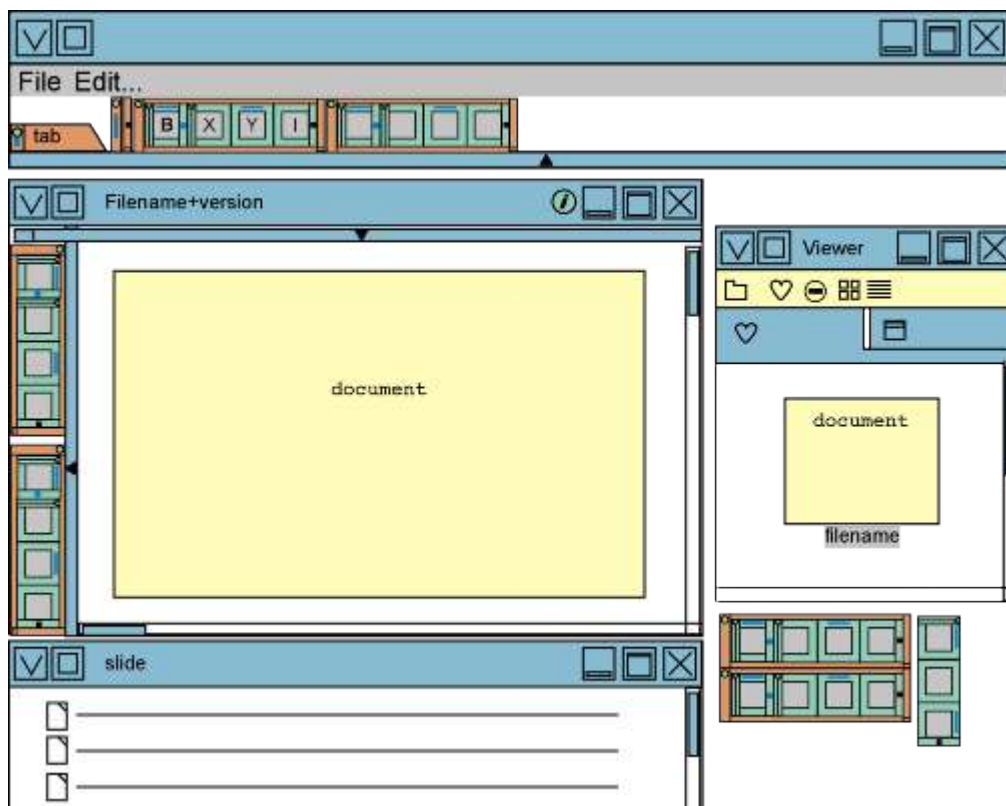 File Edit...
tab
B X Y I
Filename+version
i
Viewer
document
document
filename
slide